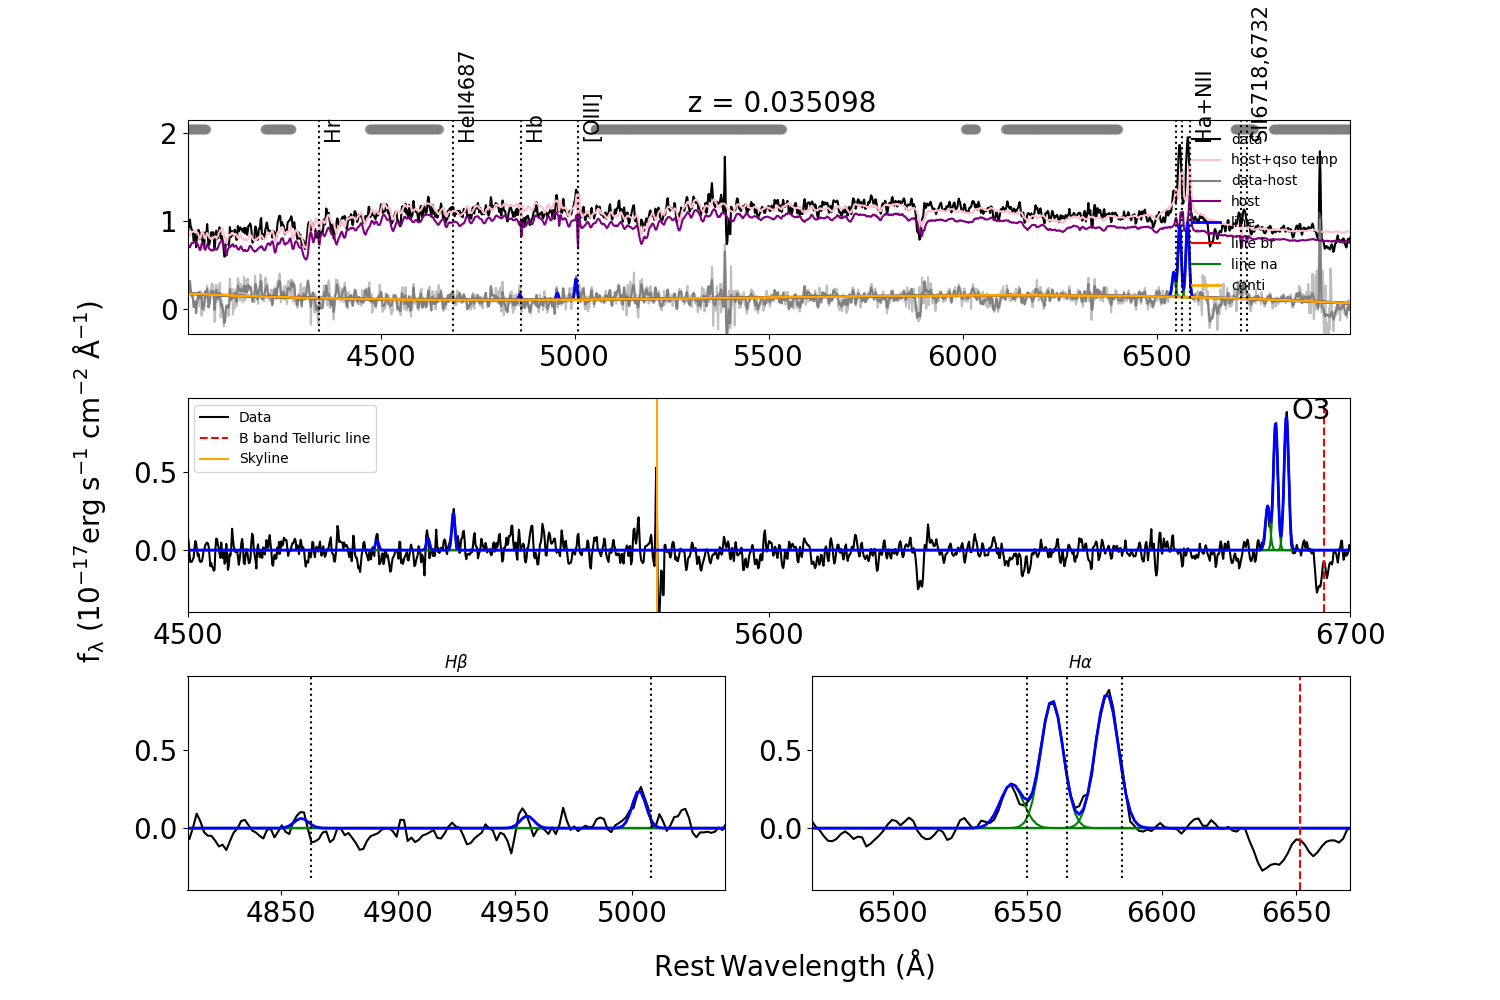 z = 0.035098
Hr
HeII4687
Hb
[OIII]
Ha+NII
SII6718,6732
data
host+qso temp
data-host
host
line
line br
line na
conti
2
1
0
4500 5000 5500 6000 6500
fλ (10⁻¹⁷erg s⁻¹ cm⁻² Å⁻¹)
Data
B band Telluric line
Skyline
O3
0.5
0.0
4500 5600 6700
Hβ
0.5
0.0
4850 4900 4950 5000
Hα
0.5
0.0
6500 6550 6600 6650
Rest Wavelength (Å)